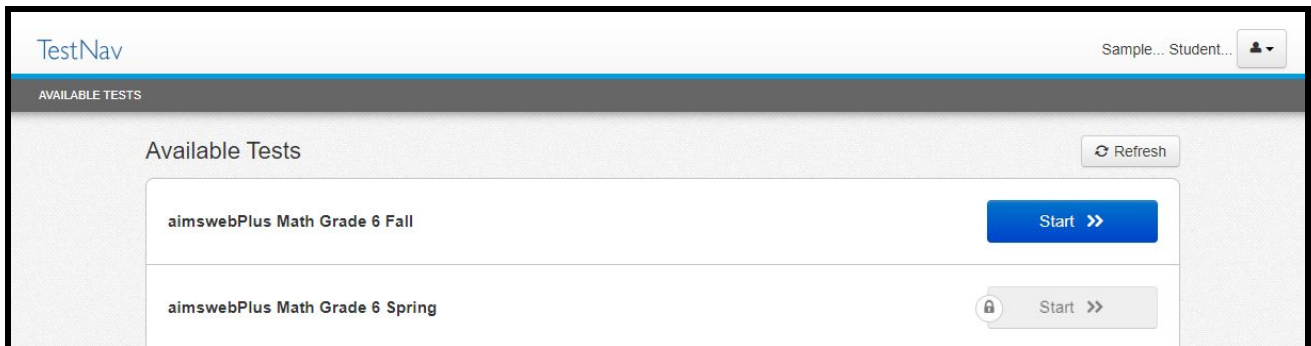 TestNav
Sample... Student...
AVAILABLE TESTS
Available Tests
Refresh
aimswebPlus Math Grade 6 Fall
Start
aimswebPlus Math Grade 6 Spring
Start